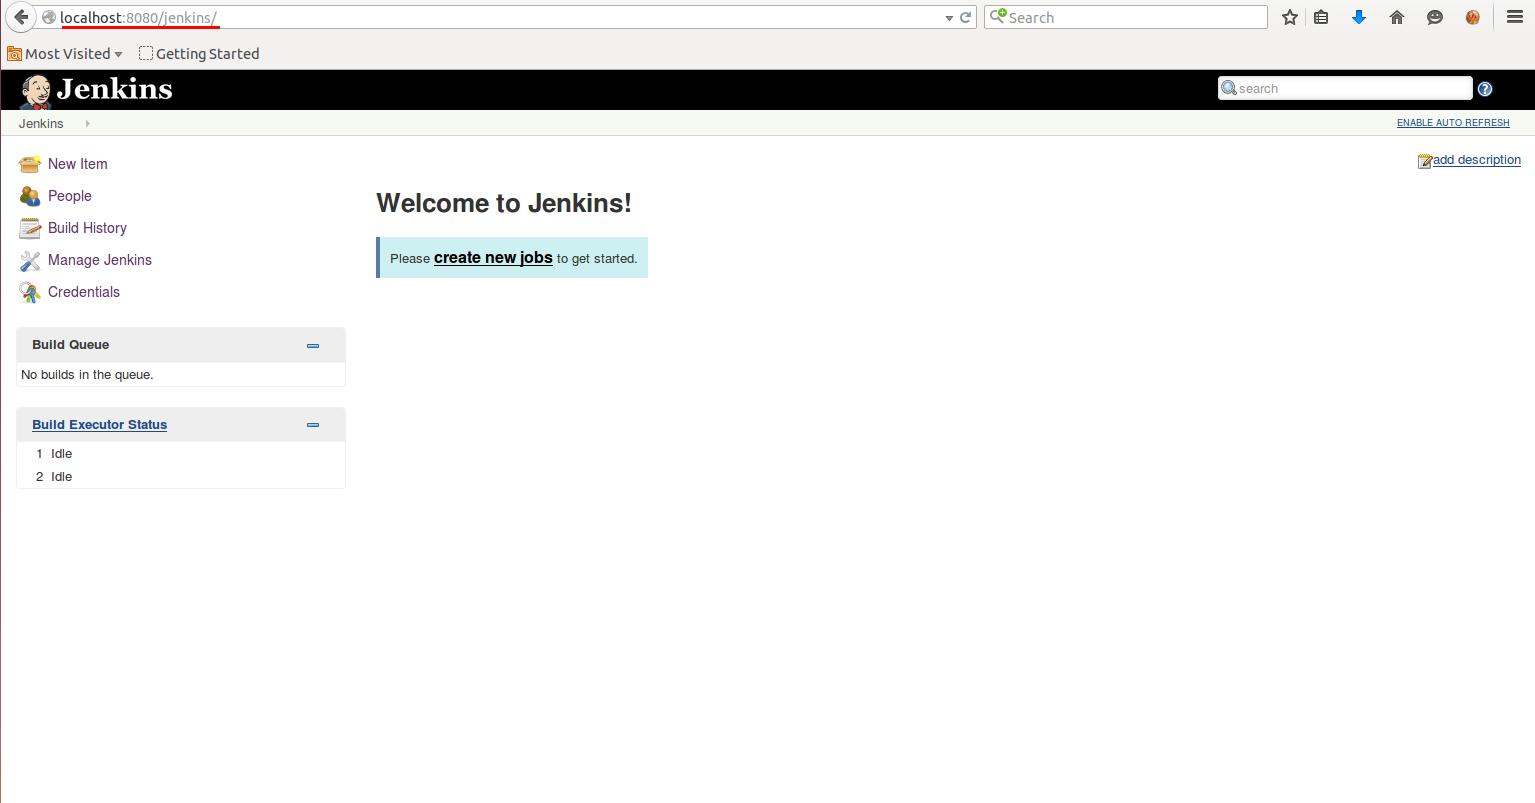 localhost:8080/jenkins/
Search
Most Visited
Getting Started
Jenkins
search
?
Jenkins
ENABLE AUTO REFRESH
New Item
People
Build History
Manage Jenkins
Credentials
add description
Welcome to Jenkins!
Please create new jobs to get started.
Build Queue
No builds in the queue.
Build Executor Status
1 Idle
2 Idle